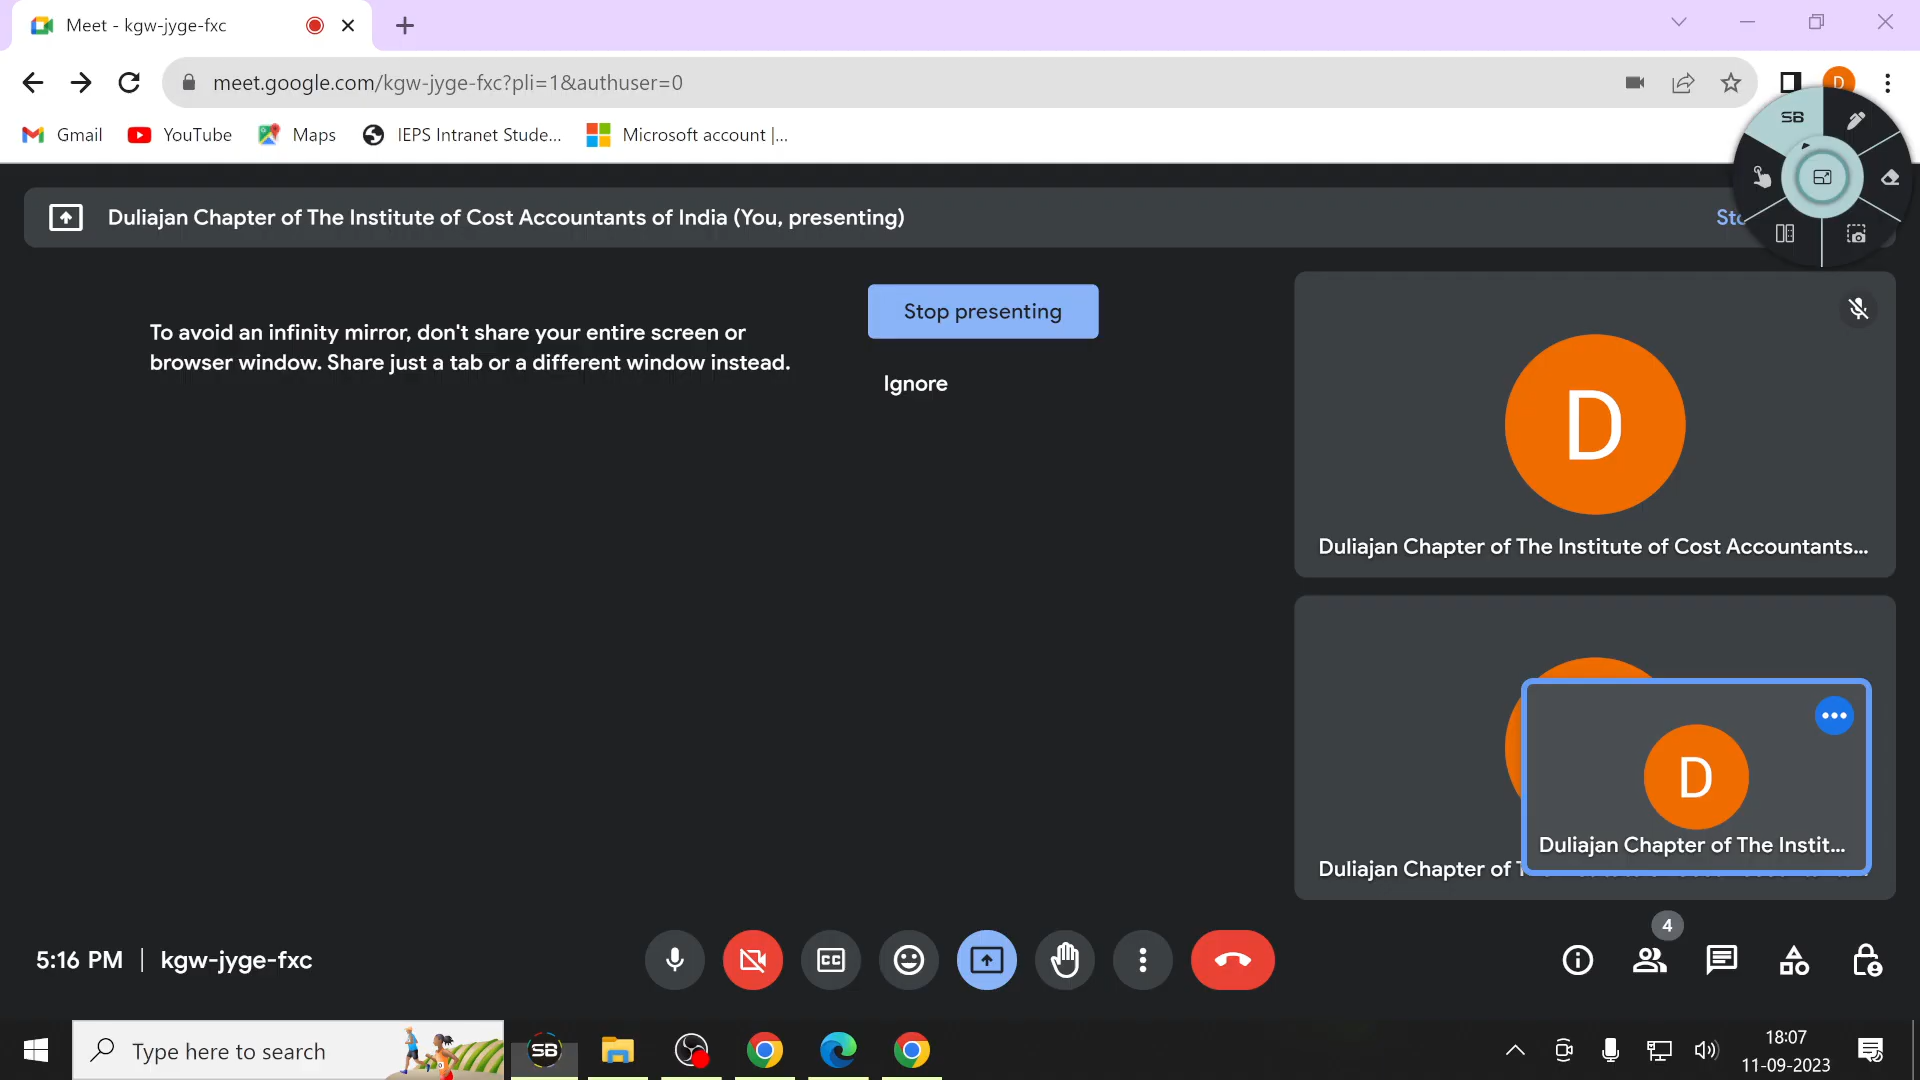 Meet - kgw-jyge-fxc
meet.google.com/kgw-jyge-fxc?pli=1&authuser=0
D
Gmail
YouTube
Maps
IEPS Intranet Stude...
Microsoft account |...
SB
Duliajan Chapter of The Institute of Cost Accountants of India (You, presenting)
To avoid an infinity mirror, don't share your entire screen or
browser window. Share just a tab or a different window instead.
Stop presenting
Ignore
D
Duliajan Chapter of The Institute of Cost Accountants...
D
Duliajan Chapter of The Instit...
Duliajan Chapter of
4
5:16 PM | kgw-jyge-fxc
CC
Type here to search
SB
18:07
11-09-2023